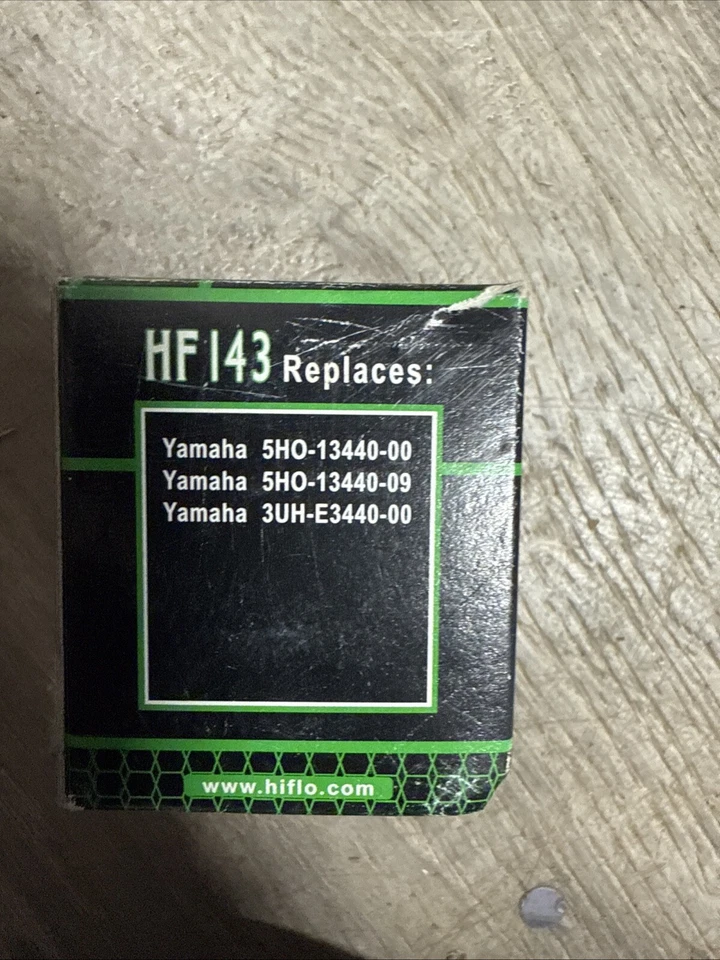 HF143 Replaces:
Yamaha 5HO-13440-00
Yamaha 5HO-13440-09
Yamaha 3UH-E3440-00
www.hiflo.com